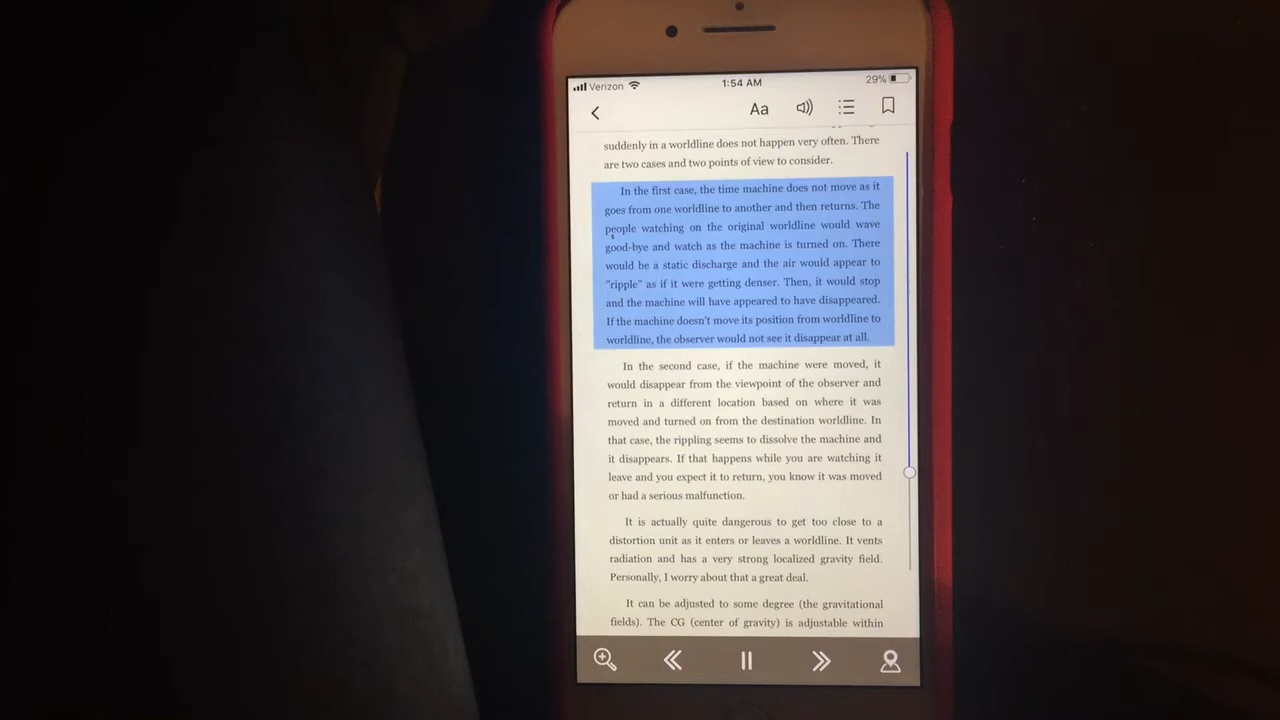 Verizon
1:54 AM
29%
Aa
suddenly in a worldline does not happen very often. There
are two cases and two points of view to consider.
In the first case, the time machine does not move as it
goes from one worldline to another and then returns. The
people watching on the original worldline would wave
good-bye and watch as the machine is turned on. There
would be a static discharge and the air would appear to
"ripple" as if it were getting denser. Then, it would stop
and the machine will have appeared to have disappeared.
If the machine doesn't move its position from worldline to
worldline, the observer would not see it disappear at all.
In the second case, if the machine were moved, it
would disappear from the viewpoint of the observer and
return in a different location based on where it was
moved and turned on from the destination worldline. In
that case, the rippling seems to dissolve the machine and
it disappears. If that happens while you are watching it
leave and you expect it to return, you know it was moved
or had a serious malfunction.
It is actually quite dangerous to get too close to a
distortion unit as it enters or leaves a worldline. It vents
radiation and has a very strong localized gravity field.
Personally, I worry about that a great deal.
It can be adjusted to some degree (the gravitational
fields). The CG (center of gravity) is adjustable within